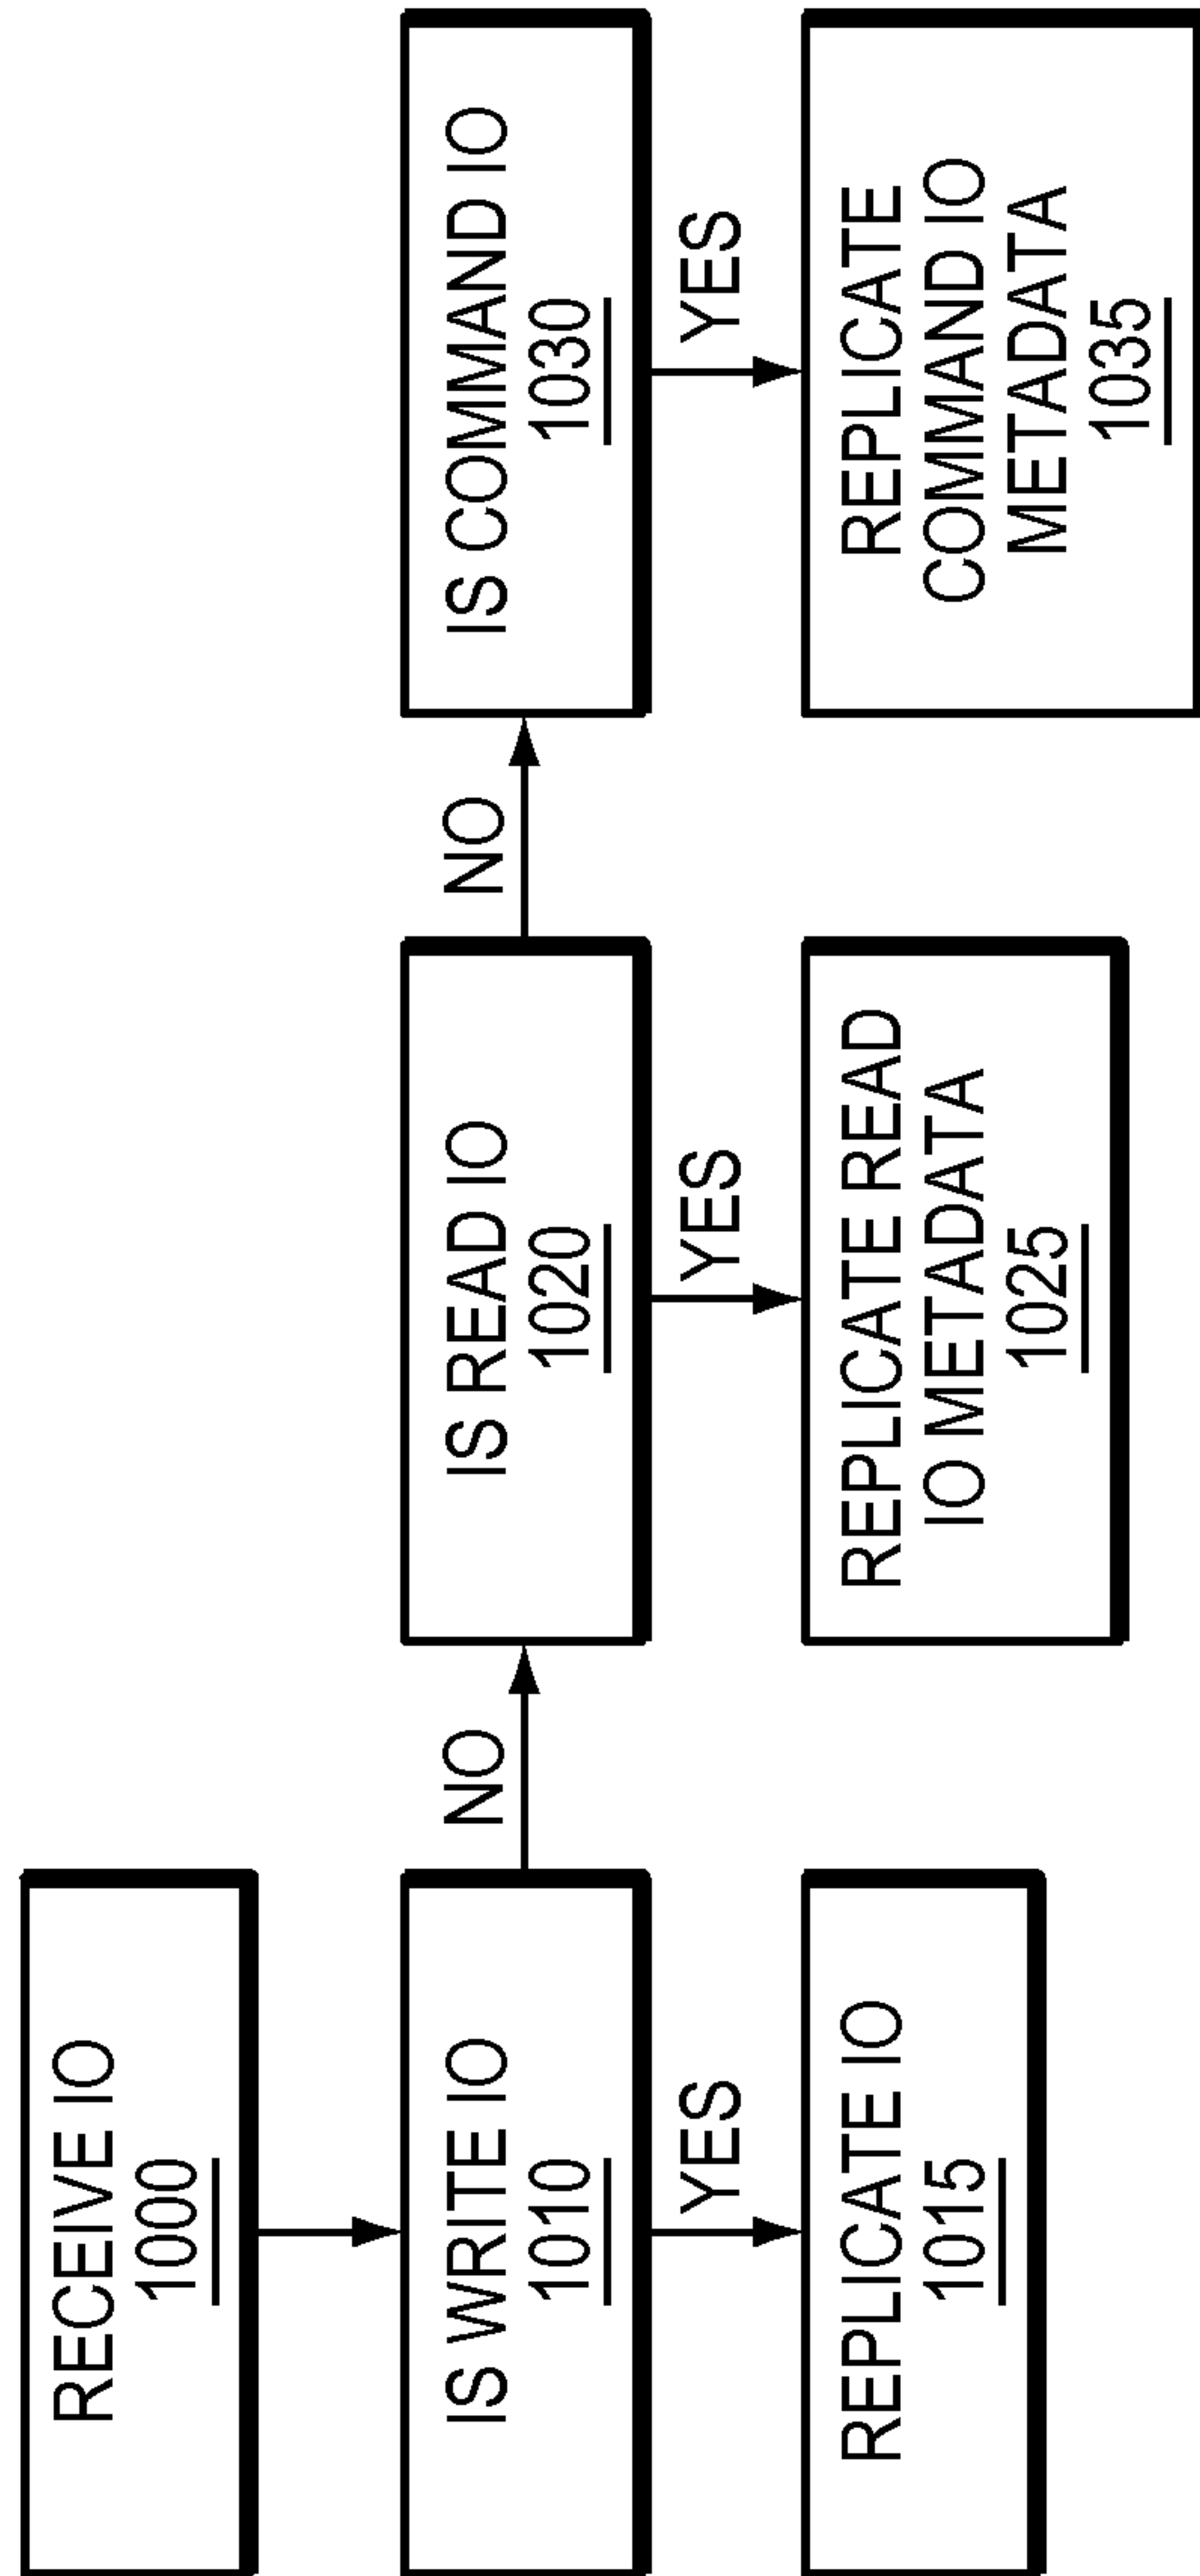 RECEIVE IO
1000
IS WRITE IO
1010
NO
IS READ IO
1020
NO
IS COMMAND IO
1030
YES
YES
YES
REPLICATE IO
1015
REPLICATE READ
IO METADATA
1025
REPLICATE
COMMAND IO
METADATA
1035